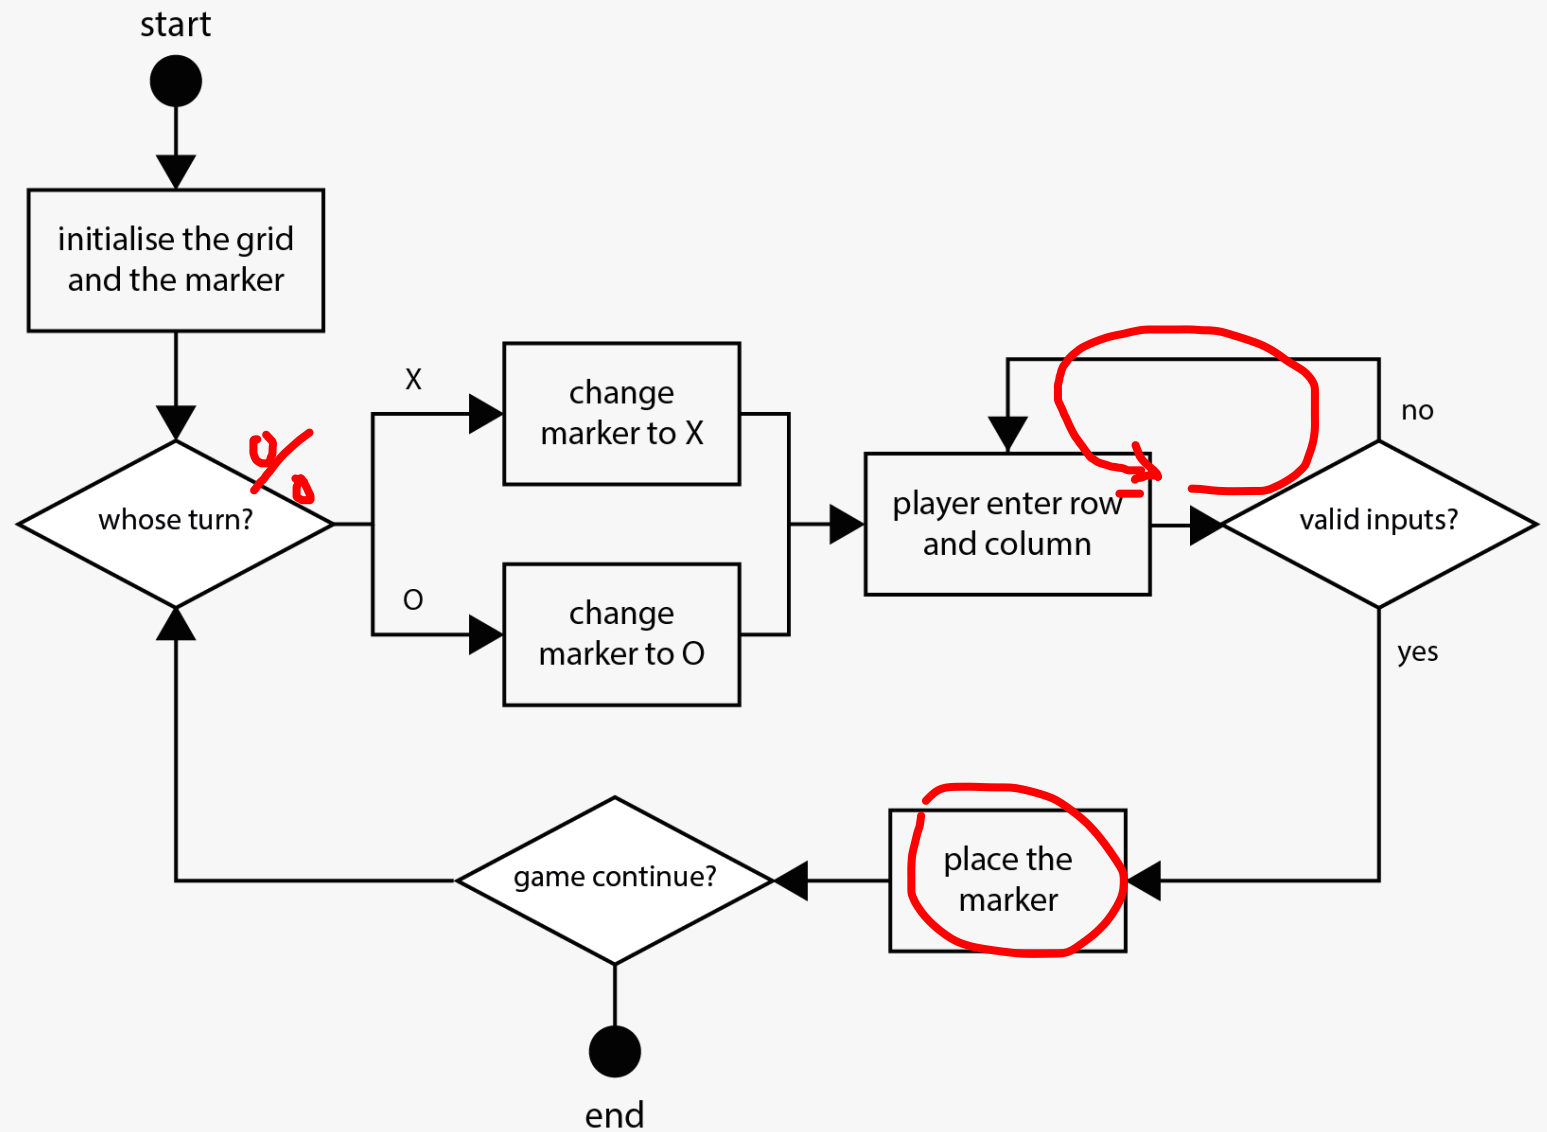 start
initialise the grid
and the marker
X
change
marker to X
no
whose turn?
%
player enter row
and column
valid inputs?
O
change
marker to O
yes
game continue?
place the
marker
end